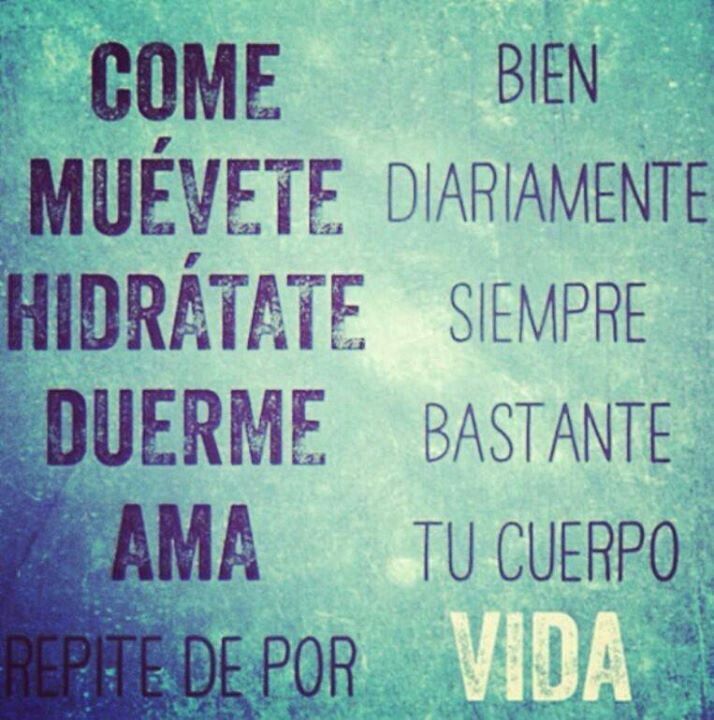 COME BIEN
MUÉVETE DIARIAMENTE
HIDRÁTATE SIEMPRE
DUERME BASTANTE
AMA TU CUERPO
REPITE DE POR VIDA